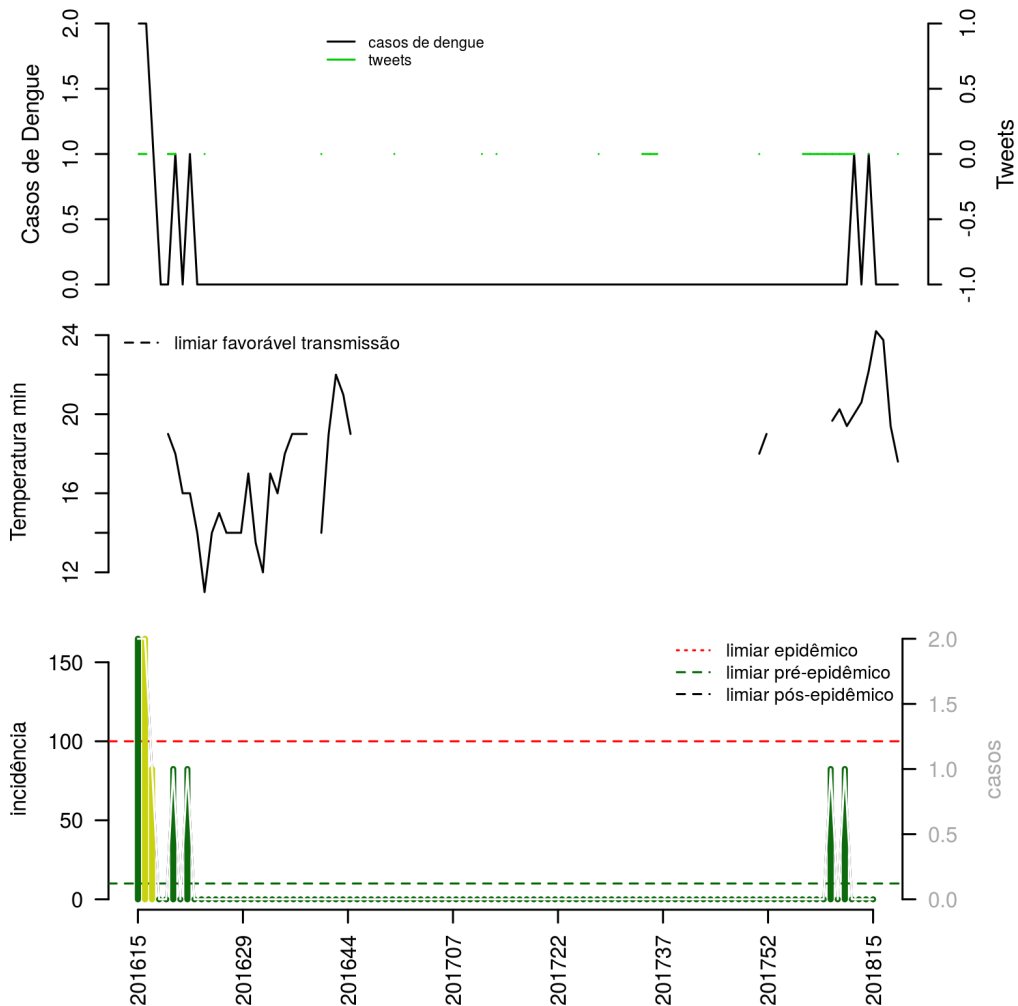 Casos de Dengue
2.0
1.5
1.0
0.5
0.0
casos de dengue
tweets
1.0
0.5
0.0
-0.5
-1.0
Tweets
Temperatura min
24
20
16
12
limiar favorável transmissão
incidência
150
100
50
0
limiar epidêmico
limiar pré-epidêmico
limiar pós-epidêmico
2.0
1.5
1.0
0.5
0.0
casos
201615
201629
201644
201707
201722
201737
201752
201815